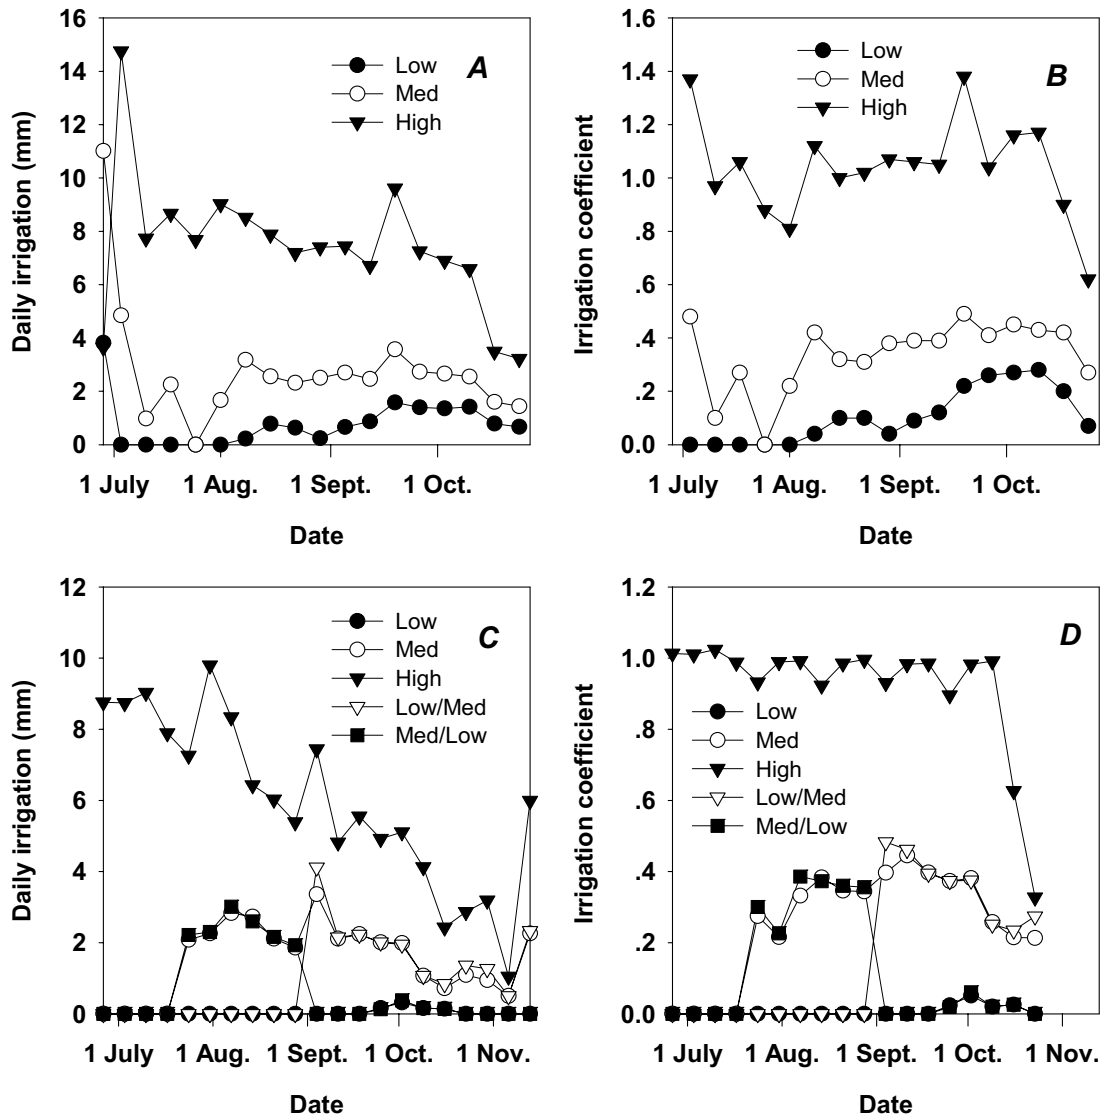 16
14
12
10
8
6
4
2
0
Daily irrigation (mm)
Low
Med
High
A
1 July
1 Aug.
1 Sept.
1 Oct.
Date
1.6
1.4
1.2
1.0
.8
.6
.4
.2
0.0
Irrigation coefficient
Low
Med
High
B
1 July
1 Aug.
1 Sept.
1 Oct.
Date
12
10
8
6
4
2
0
Daily irrigation (mm)
Low
Med
High
Low/Med
Med/Low
C
1 July
1 Aug.
1 Sept.
1 Oct.
1 Nov.
Date
1.2
1.0
.8
.6
.4
.2
0.0
Irrigation coefficient
Low
Med
High
Low/Med
Med/Low
D
1 July
1 Aug.
1 Sept.
1 Oct.
1 Nov.
Date